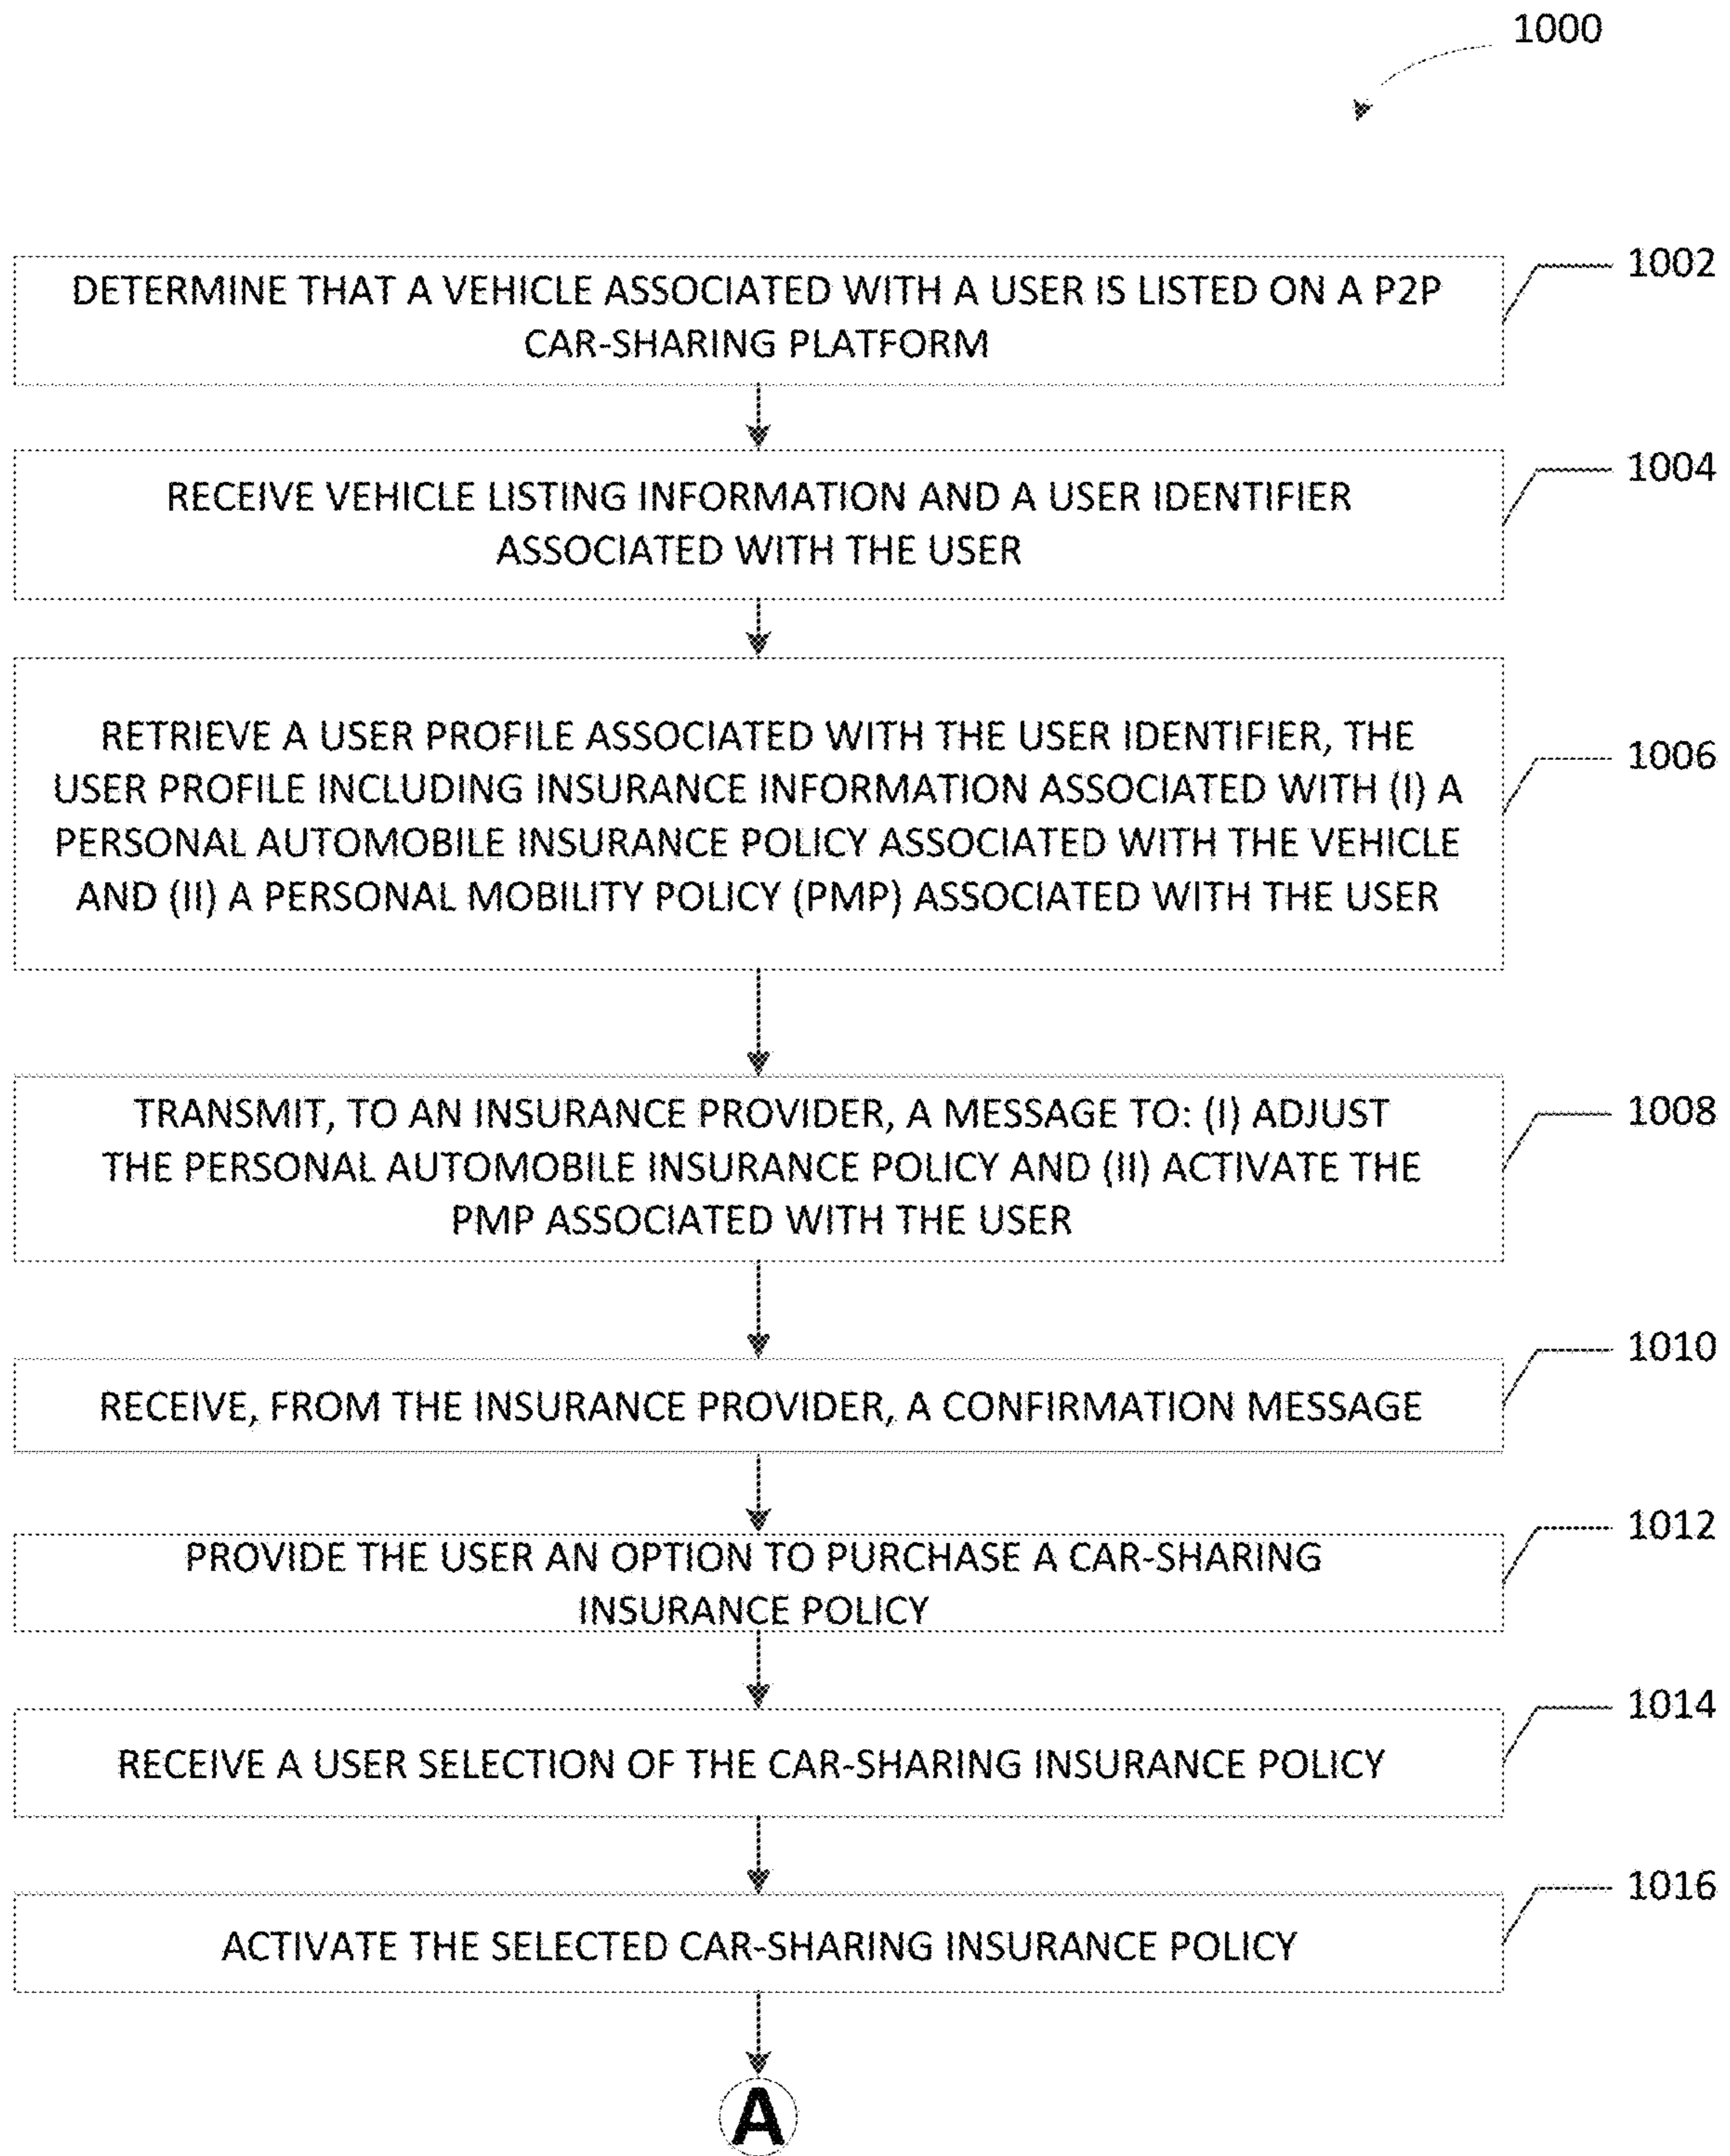 1000
DETERMINE THAT A VEHICLE ASSOCIATED WITH A USER IS LISTED ON A P2P
CAR-SHARING PLATFORM
1002
RECEIVE VEHICLE LISTING INFORMATION AND A USER IDENTIFIER
ASSOCIATED WITH THE USER
1004
RETRIEVE A USER PROFILE ASSOCIATED WITH THE USER IDENTIFIER, THE
USER PROFILE INCLUDING INSURANCE INFORMATION ASSOCIATED WITH (I) A
PERSONAL AUTOMOBILE INSURANCE POLICY ASSOCIATED WITH THE VEHICLE
AND (II) A PERSONAL MOBILITY POLICY (PMP) ASSOCIATED WITH THE USER
1006
TRANSMIT, TO AN INSURANCE PROVIDER, A MESSAGE TO: (I) ADJUST
THE PERSONAL AUTOMOBILE INSURANCE POLICY AND (II) ACTIVATE THE
PMP ASSOCIATED WITH THE USER
1008
RECEIVE, FROM THE INSURANCE PROVIDER, A CONFIRMATION MESSAGE
1010
PROVIDE THE USER AN OPTION TO PURCHASE A CAR-SHARING
INSURANCE POLICY
1012
RECEIVE A USER SELECTION OF THE CAR-SHARING INSURANCE POLICY
1014
ACTIVATE THE SELECTED CAR-SHARING INSURANCE POLICY
1016
A